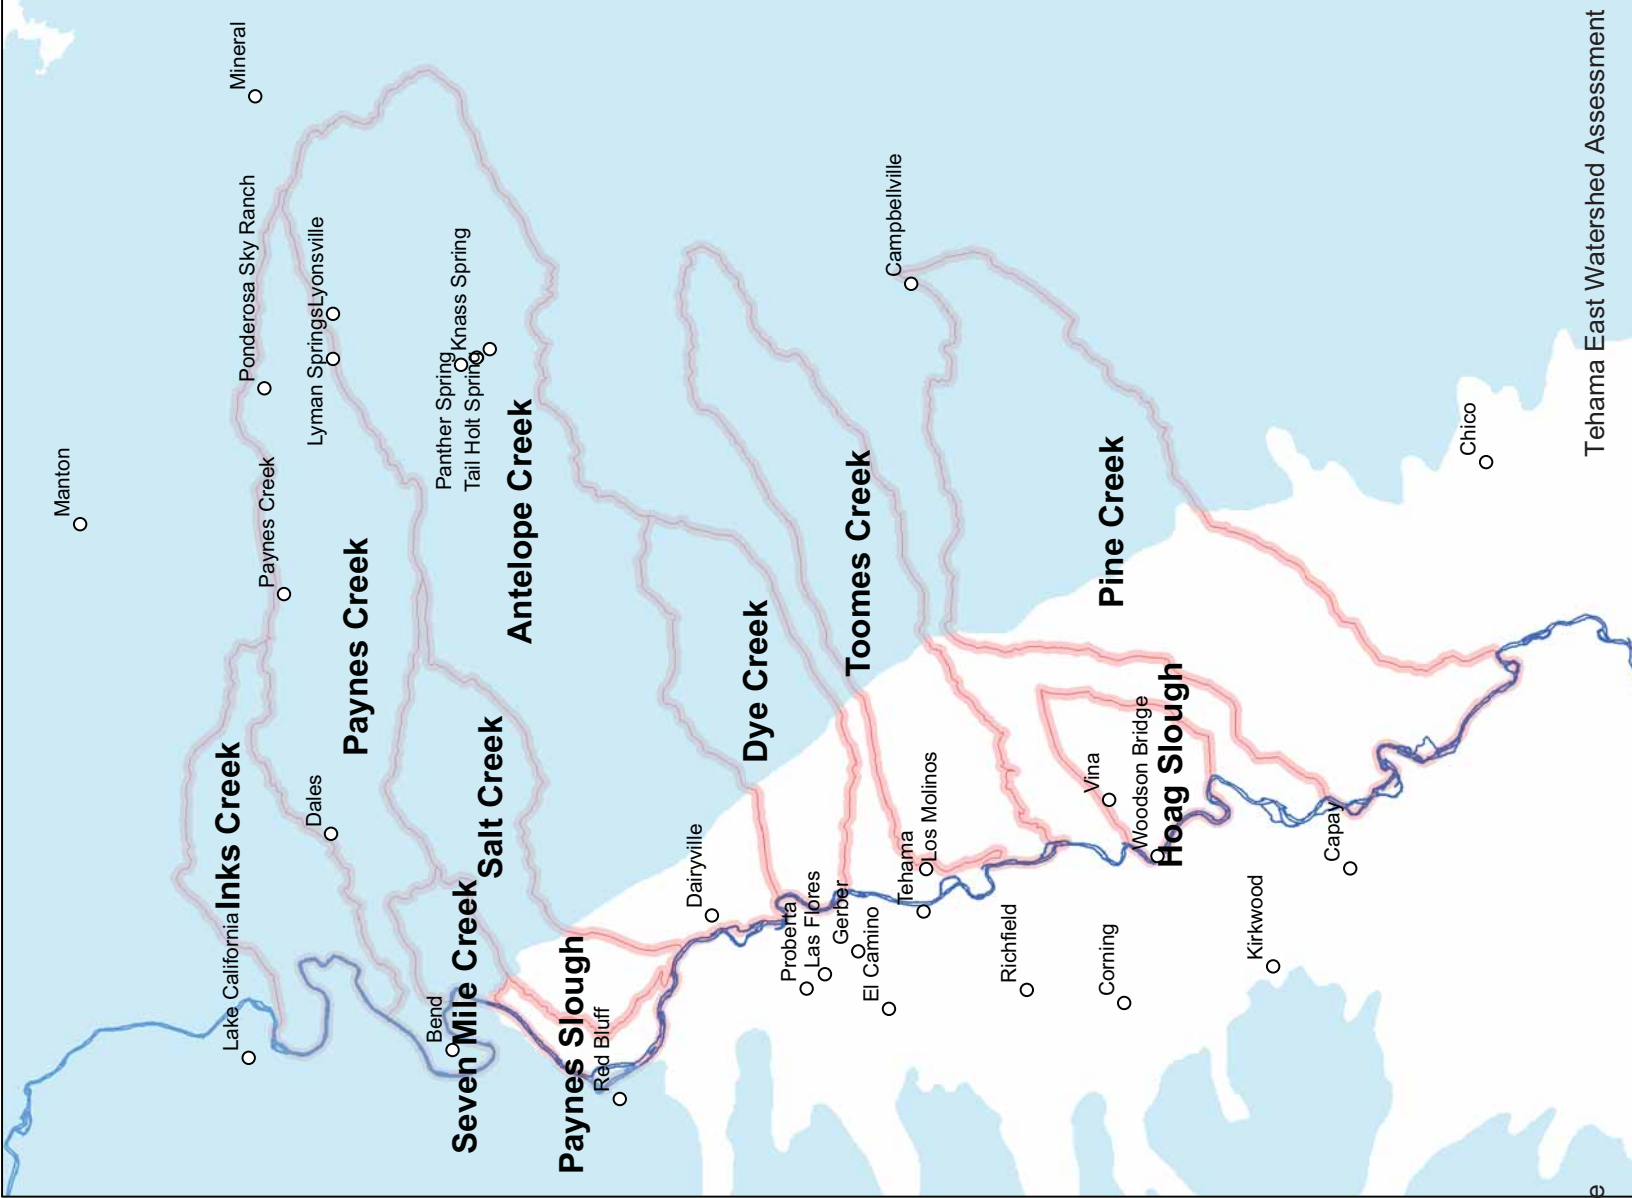 Manton
Mineral
Ponderosa Sky Ranch
Paynes Creek
Lyonsville
Lyman Springs
Knass Spring
Panther Spring
Tail Holt Spring
Campbellville
Chico
Lake California
Inks Creek
Paynes Creek
Dales
Antelope Creek
Salt Creek
Bend
Seven Mile Creek
Paynes Slough
Red Bluff
Dairyville
Dye Creek
Toomes Creek
Pine Creek
Proberta
Las Flores
Gerber
El Camino
Tehama
Los Molinos
Richfield
Corning
Vina
Woodson Bridge
Hoag Slough
Kirkwood
Capay
Tehama East Watershed Assessment
e